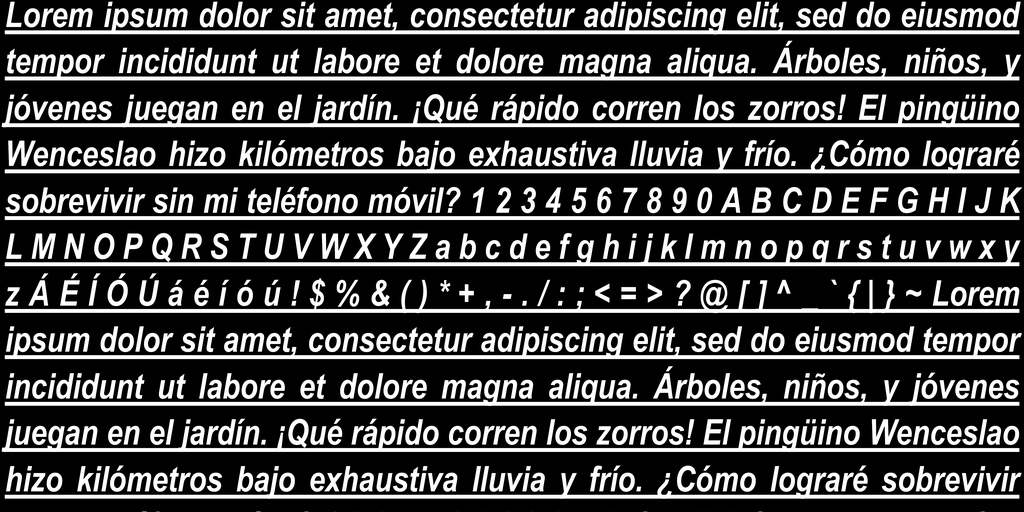 Lorem ipsum dolor sit amet, consectetur adipiscing elit, sed do eiusmod
tempor incididunt ut labore et dolore magna aliqua. Árboles, niños, y
jóvenes juegan en el jardín. ¡Qué rápido corren los zorros! El pingüino
Wenceslao hizo kilómetros bajo exhaustiva lluvia y frío. ¿Cómo lograré
sobrevivir sin mi teléfono móvil? 1 2 3 4 5 6 7 8 9 0 A B C D E F G H I J K
L M N O P Q R S T U V W X Y Z a b c d e f g h i j k l m n o p q r s t u v w x y
z Á É Í Ó Ú á é í ó ú ! $ % & ( ) * + , - . / : ; < = > ? @ [ ] ^ _ ` { | } ~ Lorem
ipsum dolor sit amet, consectetur adipiscing elit, sed do eiusmod tempor
incididunt ut labore et dolore magna aliqua. Árboles, niños, y jóvenes
juegan en el jardín. ¡Qué rápido corren los zorros! El pingüino Wenceslao
hizo kilómetros bajo exhaustiva lluvia y frío. ¿Cómo lograré sobrevivir